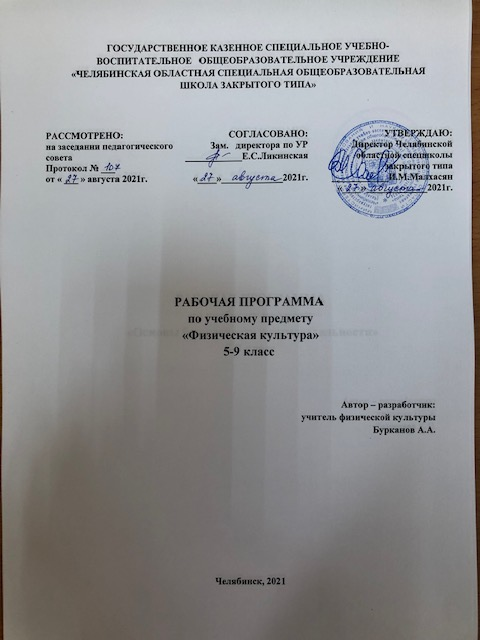 ГОСУДАРСТВЕННОЕ КАЗЕННОЕ СПЕЦИАЛЬНОЕ УЧЕБНО-
ВОСПИТАТЕЛЬНОЕ ОБЩЕОБРАЗОВАТЕЛЬНОЕ УЧРЕЖДЕНИЕ
«ЧЕЛЯБИНСКАЯ ОБЛАСТНАЯ СПЕЦИАЛЬНАЯ ОБЩЕОБРАЗОВАТЕЛЬНАЯ
ШКОЛА ЗАКРЫТОГО ТИПА»
РАССМОТРЕНО:
на заседании педагогического
совета
Протокол № 107
от « 27 » августа 2021г.
СОГЛАСОВАНО:
Зам. директора по УР
Е.С.Ликинская
« 27 » августа 2021г.
УТВЕРЖДАЮ:
Директор Челябинской
областной спецшколы
закрытого типа
И.М.Малхасян
« 27 » августа 2021г.
РАБОЧАЯ ПРОГРАММА
по учебному предмету
«Физическая культура»
5-9 класс
Автор – разработчик:
учитель физической культуры
Бурканов А.А.
Челябинск, 2021